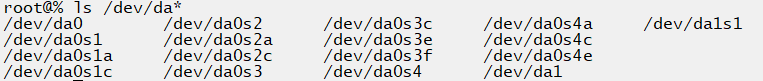 root@% ls /dev/da*
/dev/da0 /dev/da0s2 /dev/da0s3c /dev/da0s4a /dev/da1s1
/dev/da0s1 /dev/da0s2a /dev/da0s3e /dev/da0s4c
/dev/da0s1a /dev/da0s2c /dev/da0s3f /dev/da0s4e
/dev/da0s1c /dev/da0s3 /dev/da0s4 /dev/da1